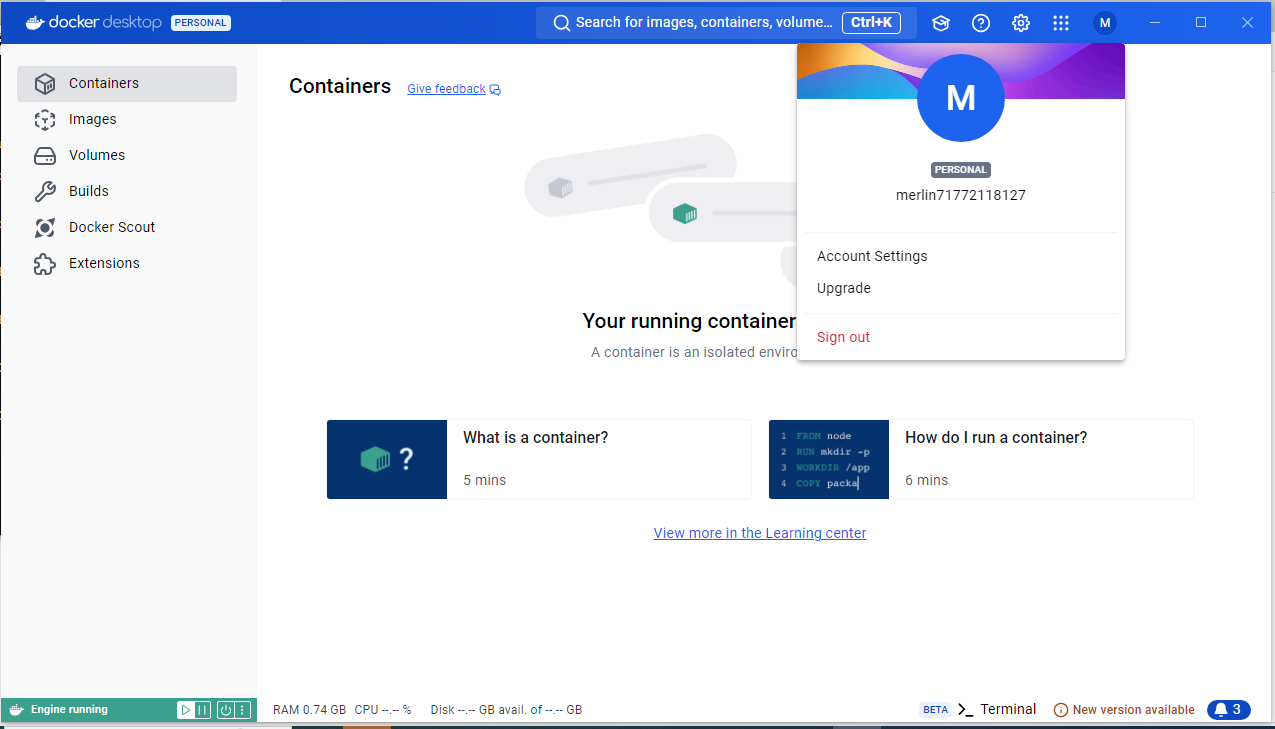 docker desktop PERSONAL
Search for images, containers, volume... Ctrl+K
M
Containers
Images
Volumes
Builds
Docker Scout
Extensions
Containers Give feedback
M
PERSONAL
merlin71772118127
Account Settings
Upgrade
Sign out
Your running container
A container is an isolated enviro
?
What is a container?
5 mins
1 FROM node
2 RUN mkdir -p
3 WORKDIR /app
4 COPY packa
How do I run a container?
6 mins
View more in the Learning center
Engine running
RAM 0.74 GB CPU --.-- % Disk --.-- GB avail. of --.-- GB
BETA >_ Terminal
New version available
3